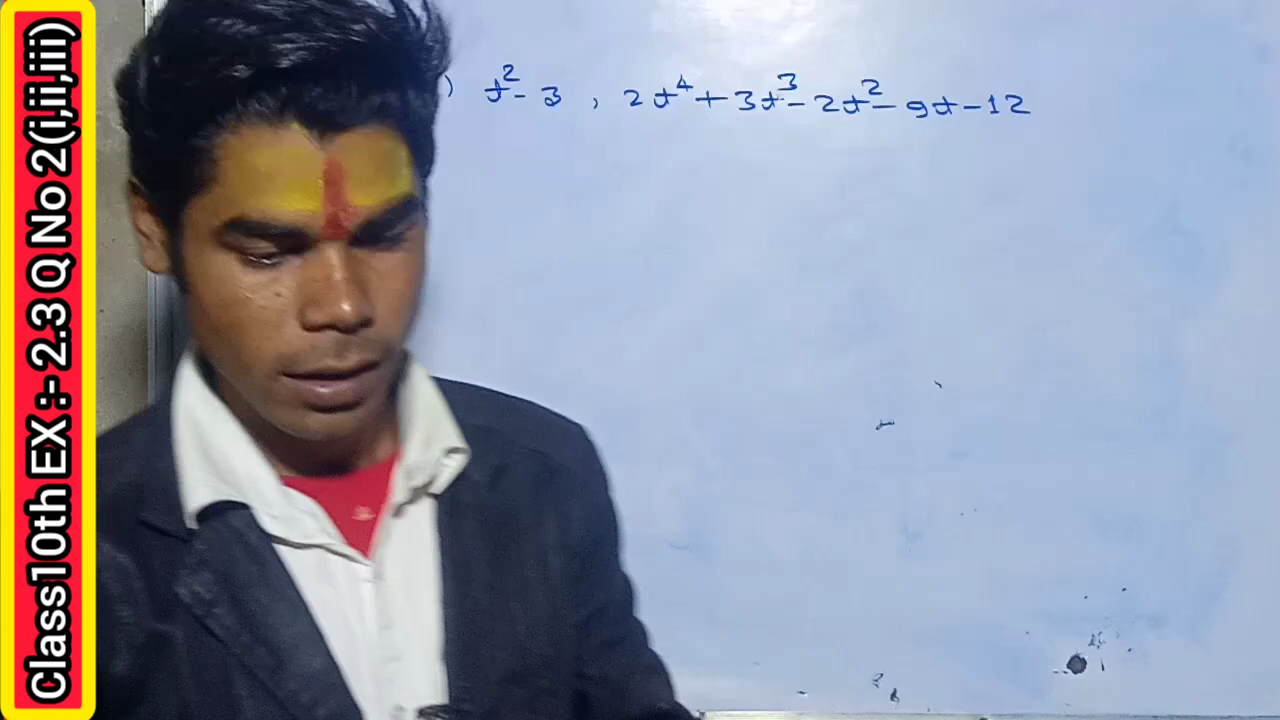 Class10th EX :- 2.3 Q No 2(i,ii,iii)
) t² - 3 , 2t⁴ + 3t³ - 2t² - 9t - 12